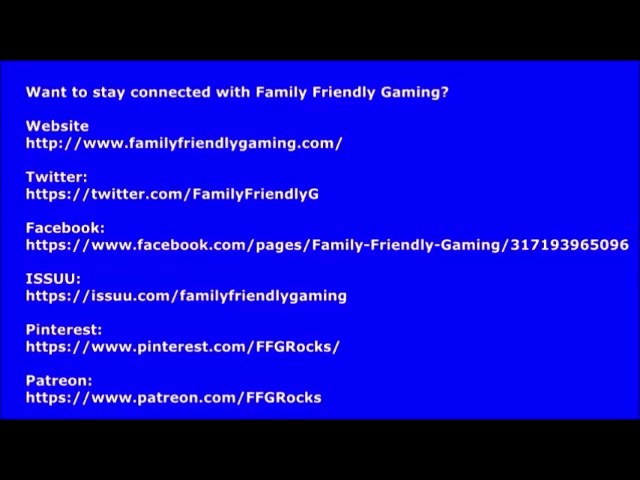 Want to stay connected with Family Friendly Gaming?
Website
http://www.familyfriendlygaming.com/
Twitter:
https://twitter.com/FamilyFriendlyG
Facebook:
https://www.facebook.com/pages/Family-Friendly-Gaming/317193965096
ISSUU:
https://issuu.com/familyfriendlygaming
Pinterest:
https://www.pinterest.com/FFGRocks/
Patreon:
https://www.patreon.com/FFGRocks